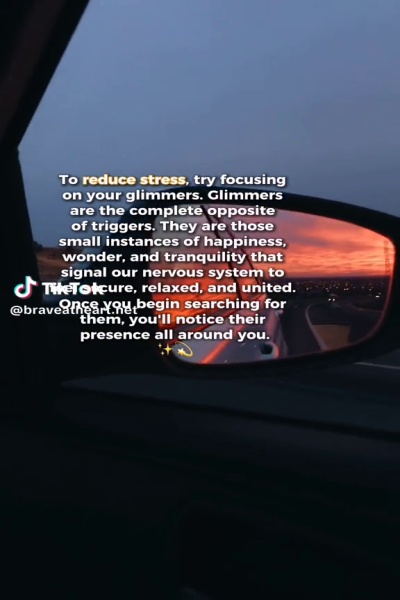 To reduce stress, try focusing
on your glimmers. Glimmers
are the complete opposite
of triggers. They are those
small instances of happiness,
wonder, and tranquility that
signal our nervous system to
secure, relaxed, and united.
Once you begin searching for
them, you'll notice their
presence all around you.
✨💫
TikTok
@braveatheart.net